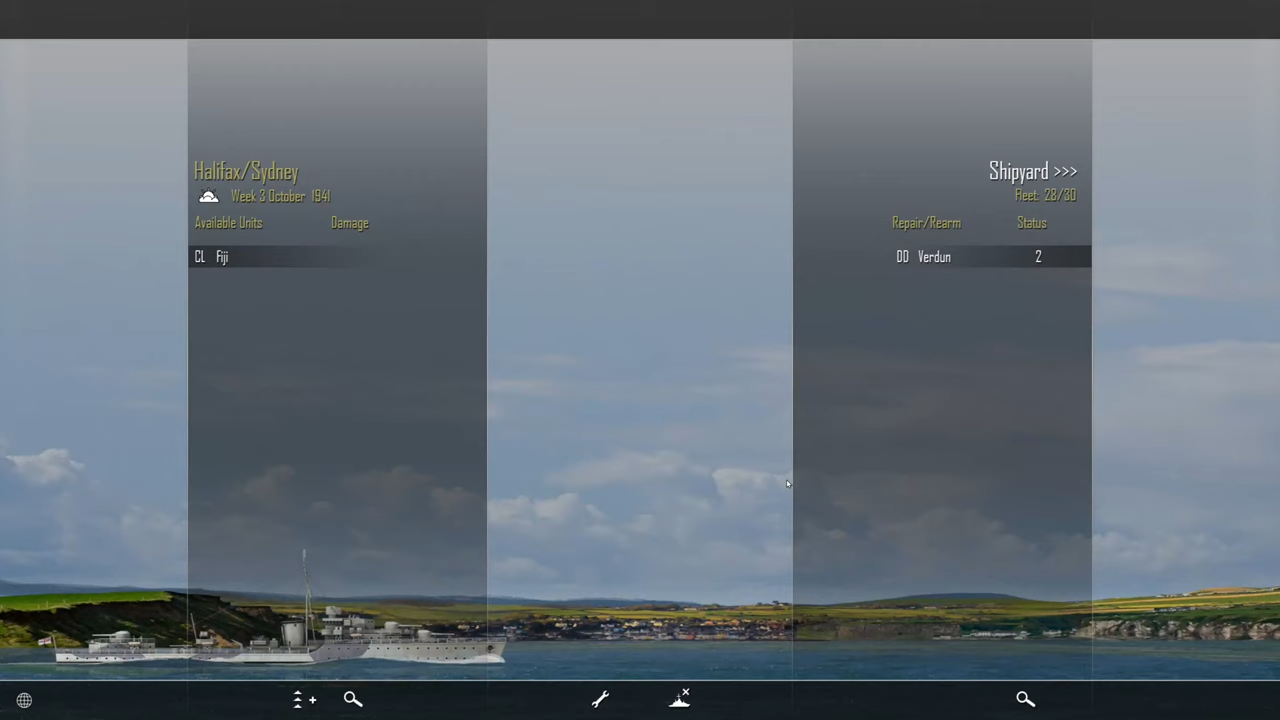 Halifax/Sydney
Week 3 October 1941
Available Units Damage
CL Fiji
Shipyard >>>
Fleet: 28/30
Repair/Rearm Status
DD Verdun 2